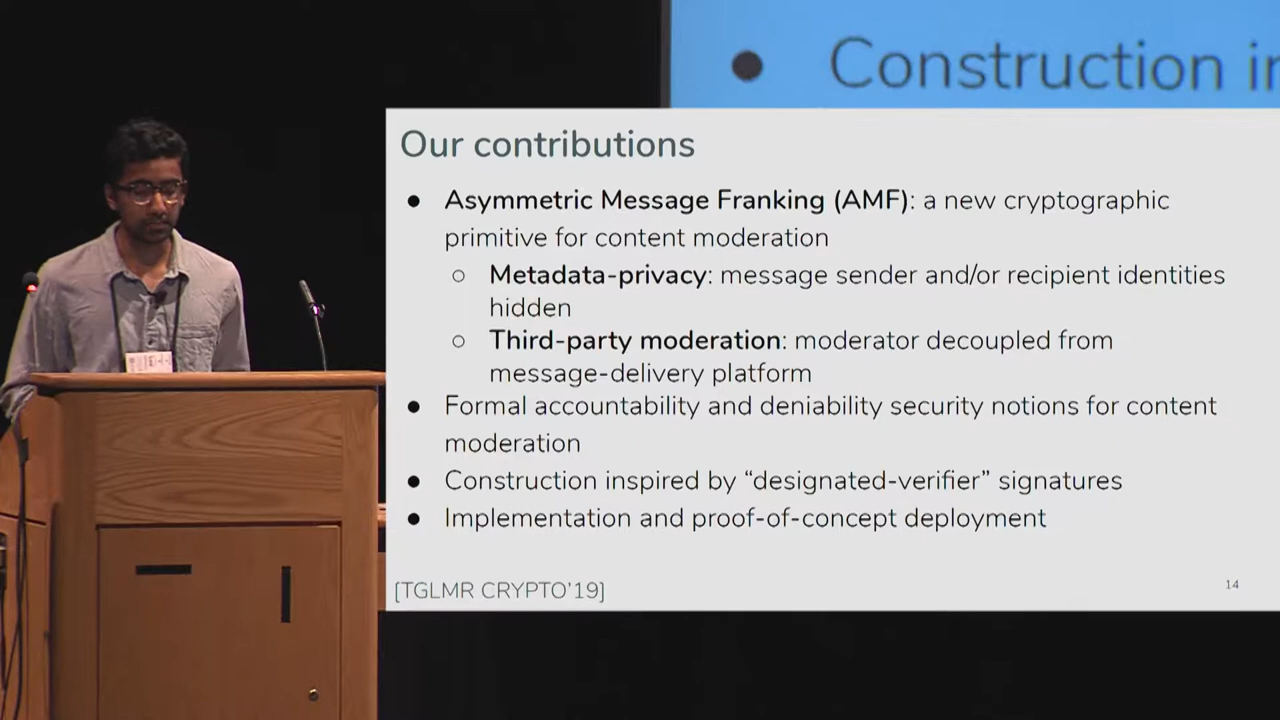 ● Construction in
Our contributions
● Asymmetric Message Franking (AMF): a new cryptographic
primitive for content moderation
○ Metadata-privacy: message sender and/or recipient identities
hidden
○ Third-party moderation: moderator decoupled from
message-delivery platform
● Formal accountability and deniability security notions for content
moderation
● Construction inspired by “designated-verifier” signatures
● Implementation and proof-of-concept deployment
[TGLMR CRYPTO’19]
14